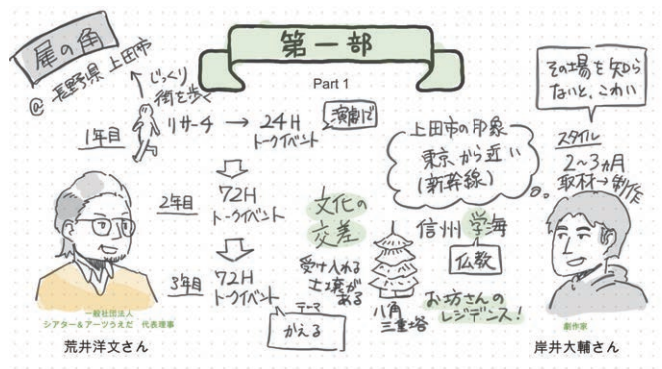 第一部
Part 1
犀の角
@ 長野県 上田市
じっくり
街を歩く
1年目
リサーチ → 24H
トークイベント
演劇で
2年目
72H
トークイベント
3年目
72H
トークイベント
テーマ
かえる
文化の
交差
受け入れる
土壌が
ある
八角
三重塔
上田市の印象
東京から近い
(新幹線)
信州 学海
仏教
お坊さんの
レジデンス!
その場を知ら
ないと、こわい
スタイル
2~3ヵ月
取材→制作
一般社団法人
シアター&アーツうえだ 代表理事
荒井洋文さん
劇作家
岸井大輔さん